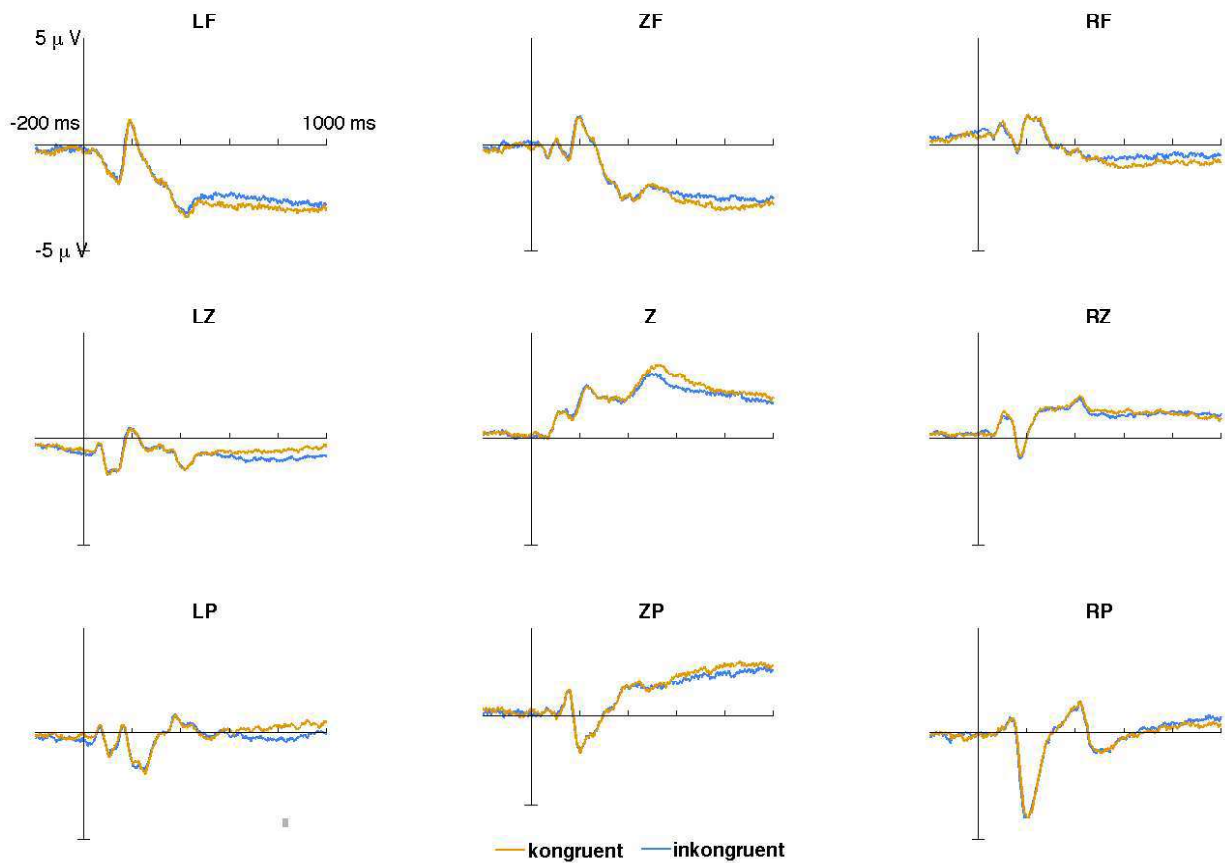 LF
ZF
RF
5 μ V
-200 ms
1000 ms
-5 μ V
LZ
Z
RZ
LP
ZP
RP
kongruent
inkongruent